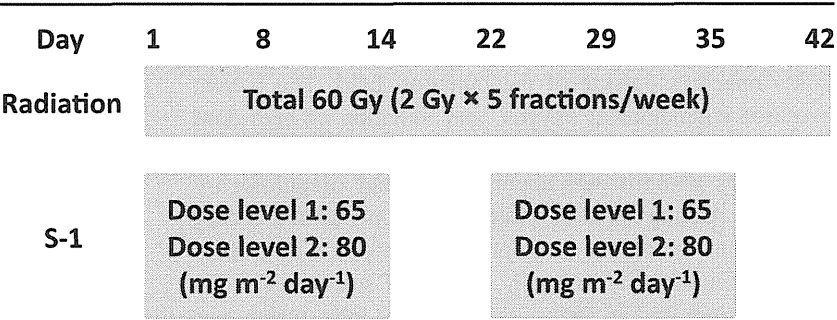 Day 1 8 14 22 29 35 42
Radiation Total 60 Gy (2 Gy × 5 fractions/week)
S-1
Dose level 1: 65
Dose level 2: 80
(mg m⁻² day⁻¹)
Dose level 1: 65
Dose level 2: 80
(mg m⁻² day⁻¹)